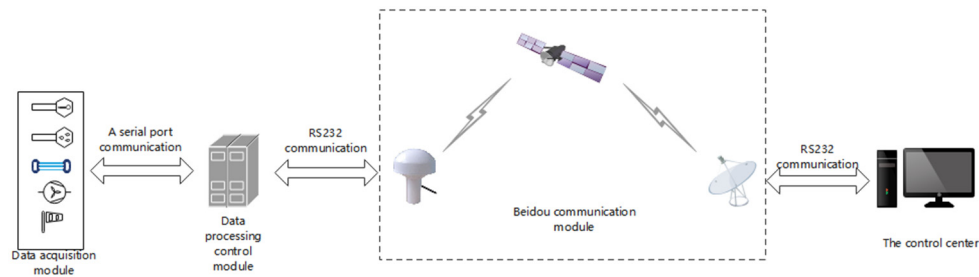 A serial port
communication
RS232
communication
RS232
communication
Data acquisition
module
Data
processing
control
module
Beidou communication
module
The control center